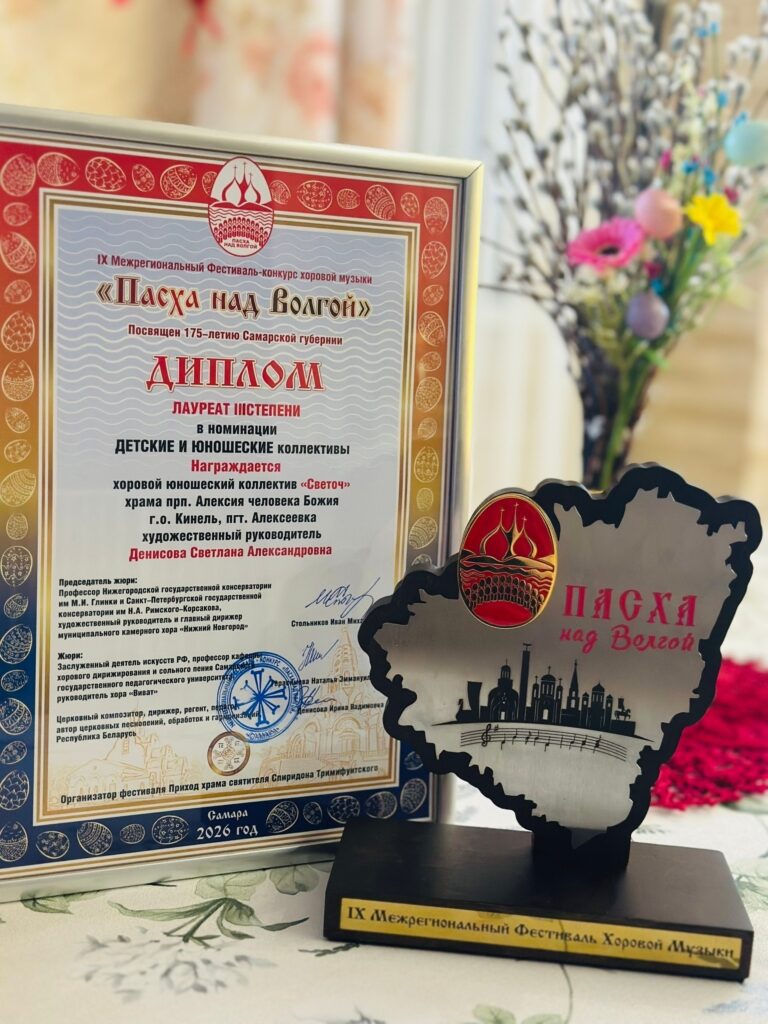 ПАСХА
НАД ВОЛГОЙ
IX Межрегиональный Фестиваль-конкурс хоровой музыки
«Пасха над Волгой»
Посвящен 175-летию Самарской губернии
ДИПЛОМ
ЛАУРЕАТ IIIСТЕПЕНИ
в номинации
ДЕТСКИЕ И ЮНОШЕСКИЕ коллективы
Награждается
хоровой юношеский коллектив «Светоч»
храма прп. Алексия человека Божия
г.о. Кинель, пгт. Алексеевка
художественный руководитель
Денисова Светлана Александровна
Председатель жюри:
Профессор Нижегородской государственной консерватории
им М.И. Глинки и Санкт-Петербургской государственной
консерватории им Н.А. Римского-Корсакова,
художественный руководитель и главный дирижер
муниципального камерного хора «Нижний Новгород»
Стольников Иван
Жюри:
Заслуженный деятель искусств РФ, профессор
хорового дирижирования и сольного пения
государственного педагогического
руководитель хора «Виват»
Наталья
Церковный композитор, дирижер, регент,
автор церковных песнопений, обработок и
Республика Беларусь
Денисова Ирина Вадимовна
Организатор фестиваля Приход храма святителя Спиридона Тримифунтского
Самара
2026 год
ПАСХА
над Волгой
IX Межрегиональный Фестиваль Хоровой Музыки